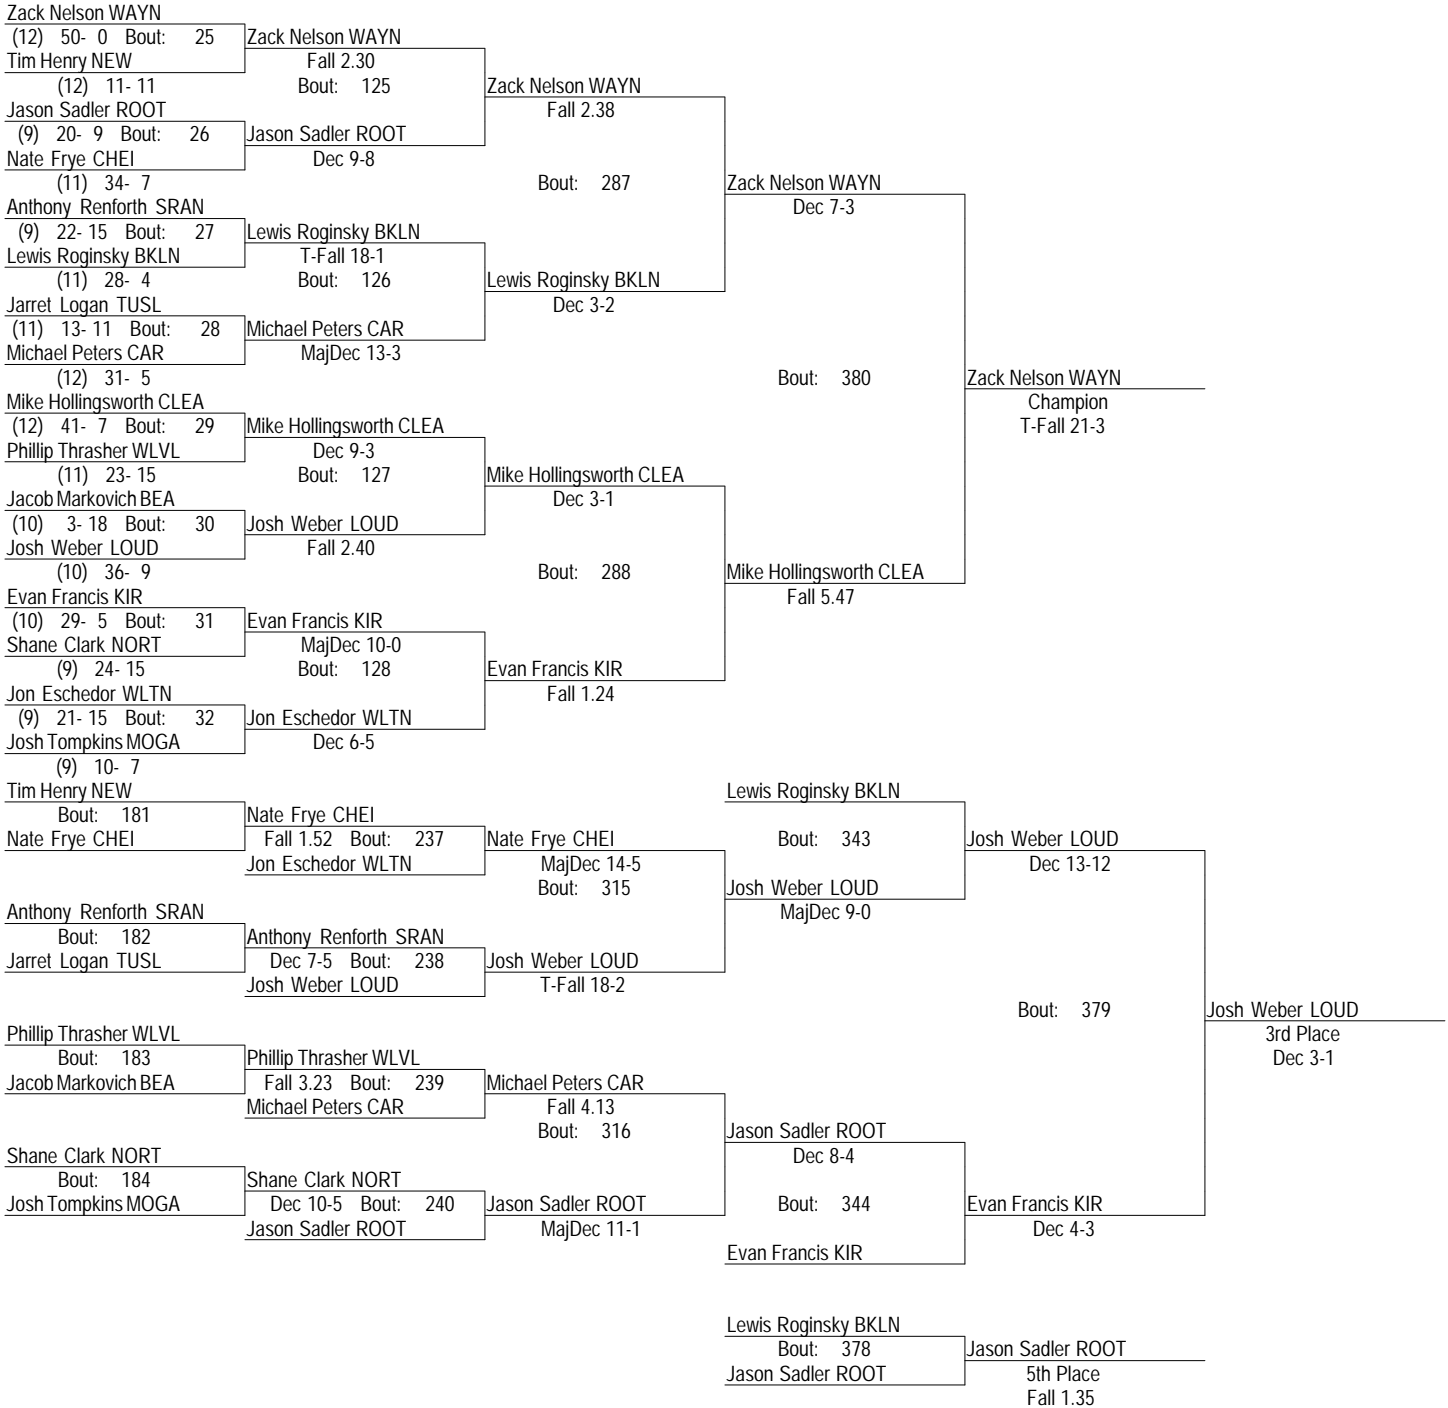 Zack Nelson WAYN
(12) 50- 0 Bout: 25 Zack Nelson WAYN
Tim Henry NEW Fall 2.30
(12) 11- 11 Bout: 125 Zack Nelson WAYN
Jason Sadler ROOT Fall 2.38
(9) 20- 9 Bout: 26 Jason Sadler ROOT
Nate Frye CHEI Dec 9-8
(11) 34- 7 Bout: 287 Zack Nelson WAYN
Anthony Renforth SRAN Dec 7-3
(9) 22- 15 Bout: 27 Lewis Roginsky BKLN
Lewis Roginsky BKLN T-Fall 18-1
(11) 28- 4 Bout: 126 Lewis Roginsky BKLN
Jarret Logan TUSL Dec 3-2
(11) 13- 11 Bout: 28 Michael Peters CAR
Michael Peters CAR MajDec 13-3
(12) 31- 5 Bout: 380 Zack Nelson WAYN
Mike Hollingsworth CLEA Champion
(12) 41- 7 Bout: 29 Mike Hollingsworth CLEA T-Fall 21-3
Phillip Thrasher WLVL Dec 9-3
(11) 23- 15 Bout: 127 Mike Hollingsworth CLEA
Jacob Markovich BEA Dec 3-1
(10) 3- 18 Bout: 30 Josh Weber LOUD
Josh Weber LOUD Fall 2.40
(10) 36- 9 Bout: 288 Mike Hollingsworth CLEA
Evan Francis KIR Fall 5.47
(10) 29- 5 Bout: 31 Evan Francis KIR
Shane Clark NORT MajDec 10-0
(9) 24- 15 Bout: 128 Evan Francis KIR
Jon Eschedor WLTN Fall 1.24
(9) 21- 15 Bout: 32 Jon Eschedor WLTN
Josh Tompkins MOGA Dec 6-5
(9) 10- 7
Tim Henry NEW Lewis Roginsky BKLN
Bout: 181 Nate Frye CHEI
Nate Frye CHEI Fall 1.52 Bout: 237 Nate Frye CHEI Bout: 343 Josh Weber LOUD
Jon Eschedor WLTN MajDec 14-5 Dec 13-12
Bout: 315 Josh Weber LOUD
Anthony Renforth SRAN MajDec 9-0
Bout: 182 Anthony Renforth SRAN
Jarret Logan TUSL Dec 7-5 Bout: 238 Josh Weber LOUD
Josh Weber LOUD T-Fall 18-2
Bout: 379 Josh Weber LOUD
Phillip Thrasher WLVL 3rd Place
Bout: 183 Phillip Thrasher WLVL Dec 3-1
Jacob Markovich BEA Fall 3.23 Bout: 239 Michael Peters CAR
Michael Peters CAR Fall 4.13
Bout: 316 Jason Sadler ROOT
Shane Clark NORT Dec 8-4
Bout: 184 Shane Clark NORT
Josh Tompkins MOGA Dec 10-5 Bout: 240 Jason Sadler ROOT Bout: 344 Evan Francis KIR
Jason Sadler ROOT MajDec 11-1 Dec 4-3
Evan Francis KIR
Lewis Roginsky BKLN
Bout: 378 Jason Sadler ROOT
Jason Sadler ROOT 5th Place
Fall 1.35